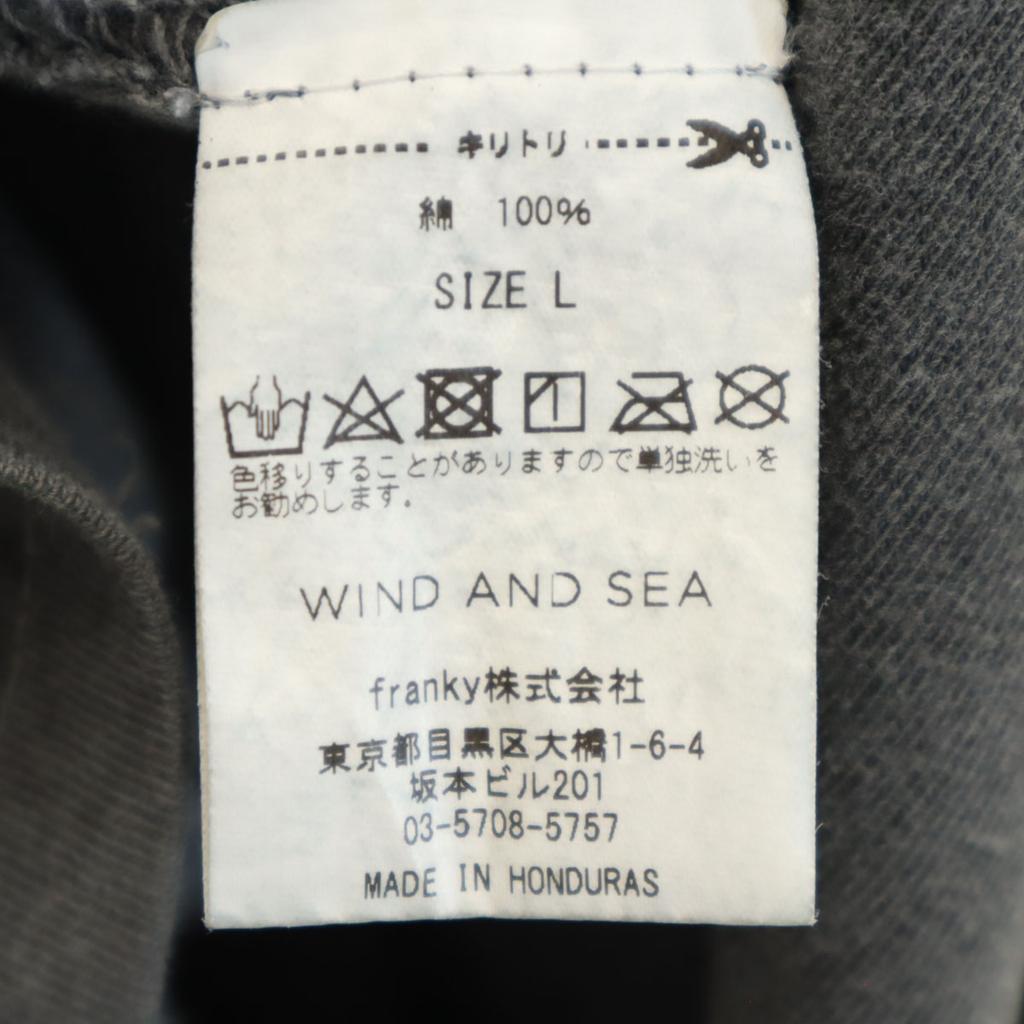 キリトリ
綿 100%
SIZE L
色移りすることがありますので単独洗いを
お勧めします。
WIND AND SEA
franky株式会社
東京都目黒区大橋1-6-4
坂本ビル201
03-5708-5757
MADE IN HONDURAS